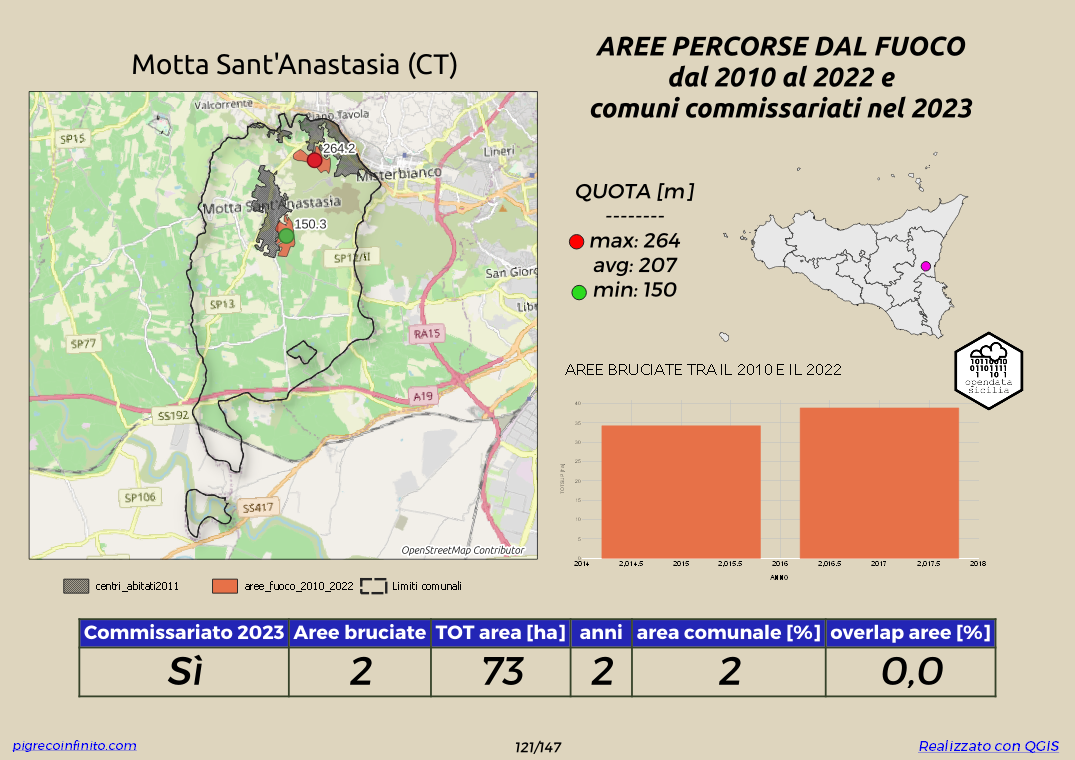 Motta Sant'Anastasia (CT)
AREE PERCORSE DAL FUOCO
dal 2010 al 2022 e
comuni commissariati nel 2023
Valcorrente
Piano Tavola
SP15
264.2
Lineri
Misterbianco
Motta Sant'Anastasia
150.3
SP12/II
San Giorg
SP13
Lib
RA15
SP77
A19
SS192
SP106
SS417
OpenStreetMap Contributor
centri_abitati2011
aree_fuoco_2010_2022
Limiti comunali
QUOTA [m]
--------
max: 264
avg: 207
min: 150
10110010
01101111
1 10 1
opendata
sicilia
AREE BRUCIATE TRA IL 2010 E IL 2022
40
35
30
25
20
15
10
5
0
2014
2,014.5
2015
2,015.5
2016
2,016.5
2017
2,017.5
2018
ANNO
Commissariato 2023 Aree bruciate TOT area [ha] anni area comunale [%] overlap aree [%]
Sì 2 73 2 2 0,0
pigrecoinfinito.com
121/147
Realizzato con QGIS